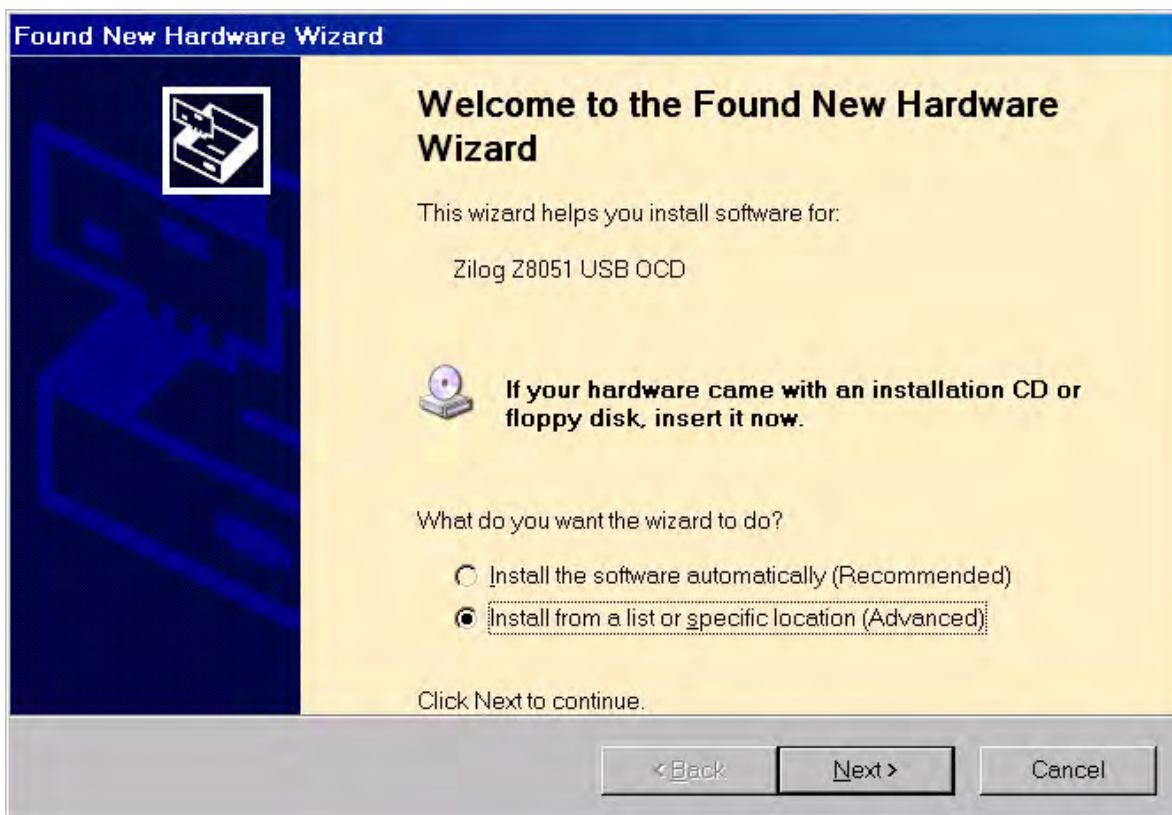 Found New Hardware Wizard
Welcome to the Found New Hardware
Wizard
This wizard helps you install software for:
Zilog Z8051 USB OCD
If your hardware came with an installation CD or
floppy disk, insert it now.
What do you want the wizard to do?
Install the software automatically (Recommended)
Install from a list or specific location (Advanced)
Click Next to continue.
< Back
Next >
Cancel